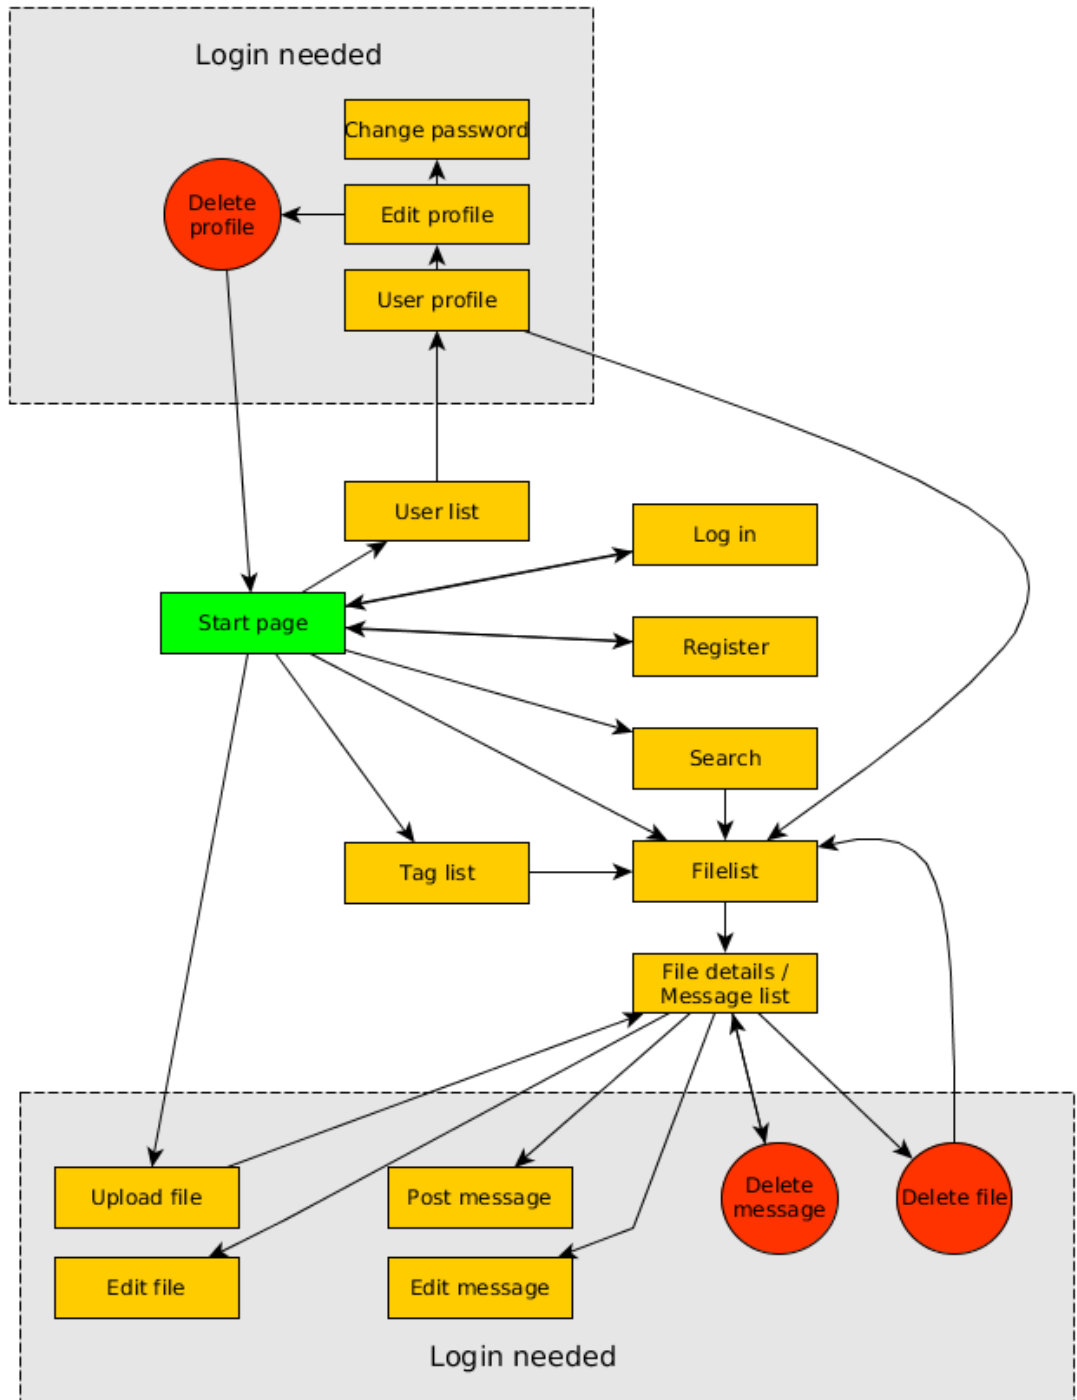 Login needed
Change password
Delete
profile
Edit profile
User profile
User list
Log in
Start page
Register
Search
Tag list
Filelist
File details /
Message list
Upload file
Post message
Delete
message
Delete file
Edit file
Edit message
Login needed